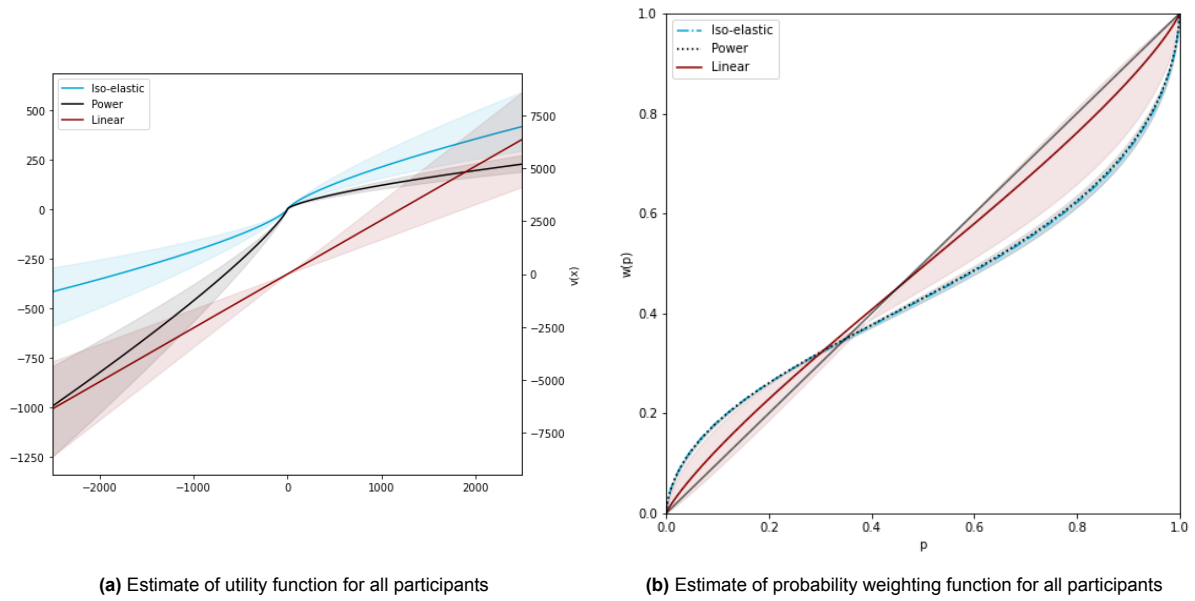 Iso-elastic
Power
Linear
500
250
0
−250
−500
−750
−1000
−1250
7500
5000
2500
0
−2500
−5000
−7500
v(x)
−2000
−1000
0
1000
2000
(a) Estimate of utility function for all participants
Iso-elastic
Power
Linear
1.0
0.8
0.6
0.4
0.2
0.0
w(p)
0.0
0.2
0.4
0.6
0.8
1.0
p
(b) Estimate of probability weighting function for all participants